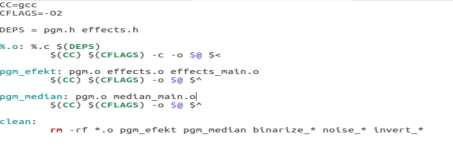 CC=gcc
CFLAGS=-O2
DEPS = pgm.h effects.h
%.o: %.c $(DEPS)
$(CC) $(CFLAGS) -c -o $@ $<
pgm_efekt: pgm.o effects.o effects_main.o
$(CC) $(CFLAGS) -o $@ $^
pgm_median: pgm.o median_main.o
$(CC) $(CFLAGS) -o $@ $^
clean:
rm -rf *.o pgm_efekt pgm_median binarize_* noise_* invert_*